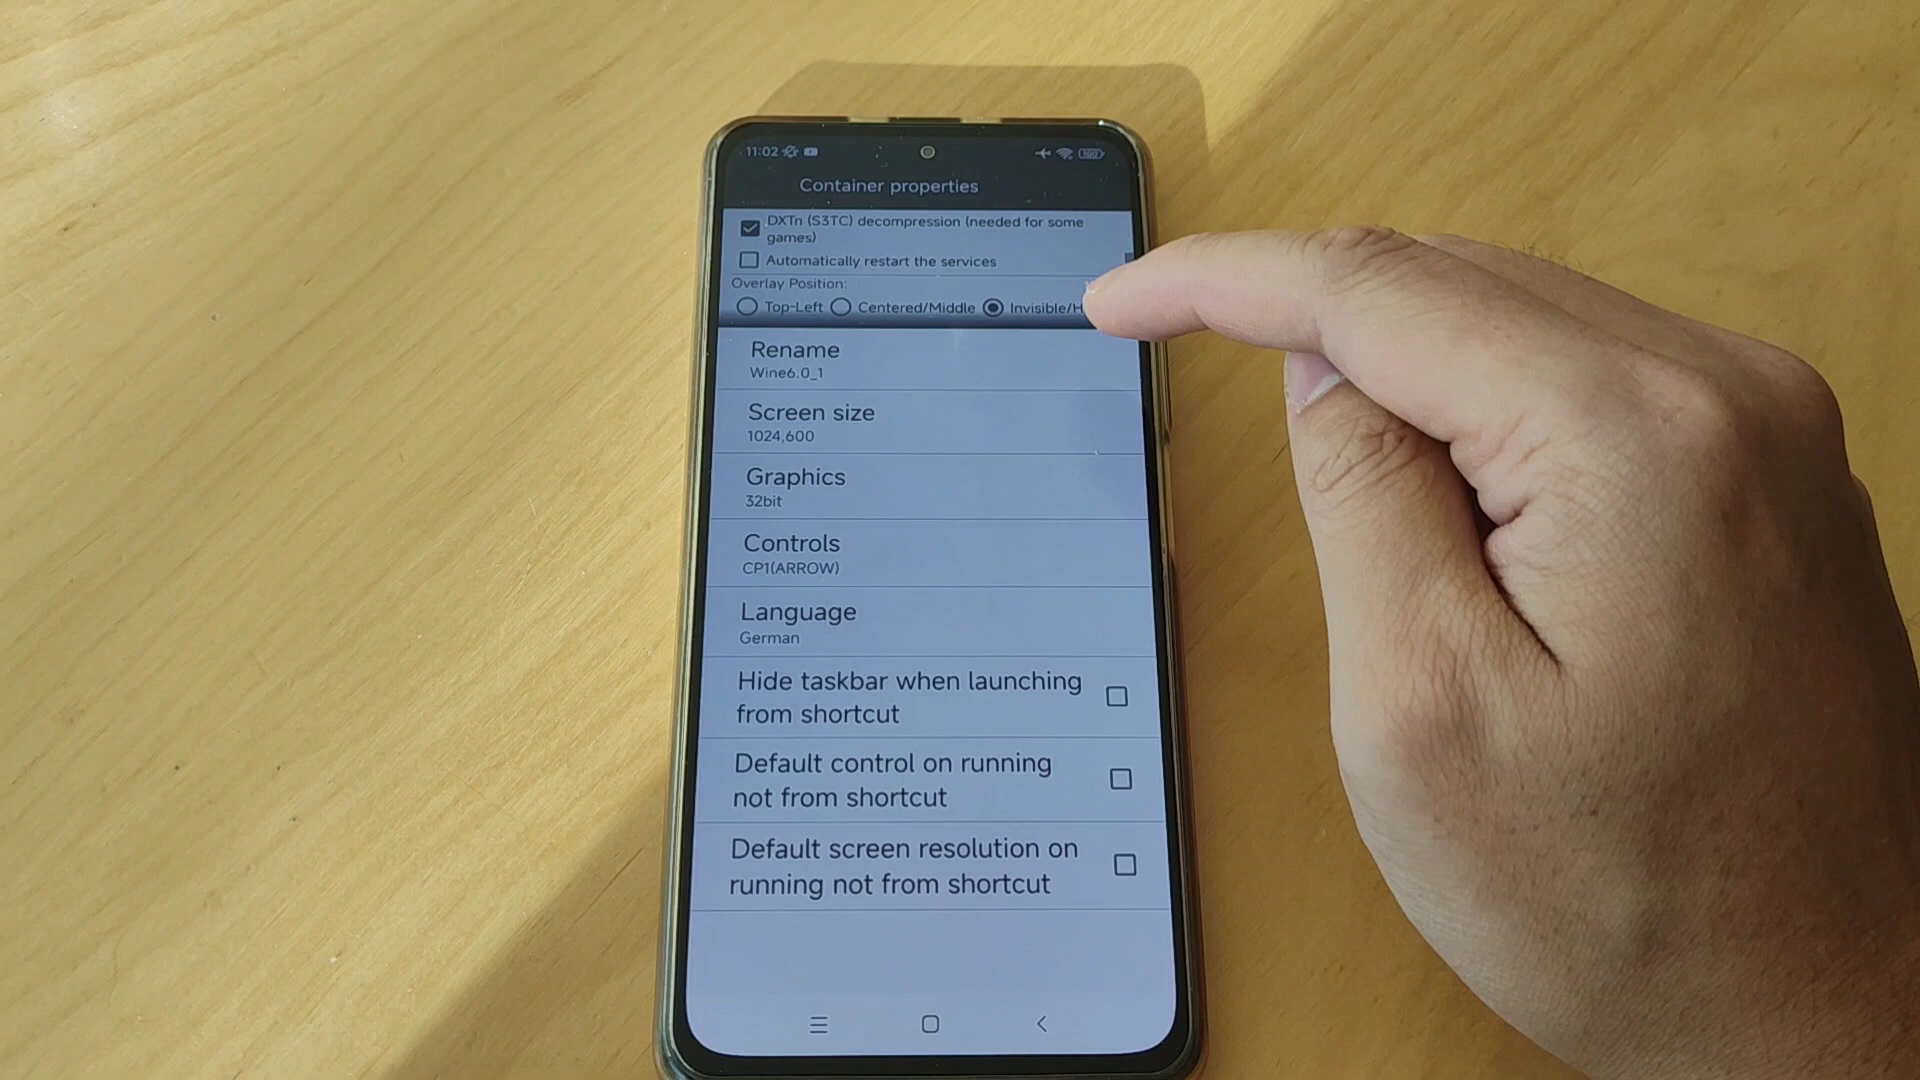 11:02
100
Container properties
DXTn (S3TC) decompression (needed for some
games)
Automatically restart the services
Overlay Position:
Top-Left Centered/Middle
Rename
Wine6.0_1
Screen size
1024,600
Graphics
32bit
Controls
CP1(ARROW)
Language
German
Hide taskbar when launching
from shortcut
Default control on running
not from shortcut
Default screen resolution on
running not from shortcut